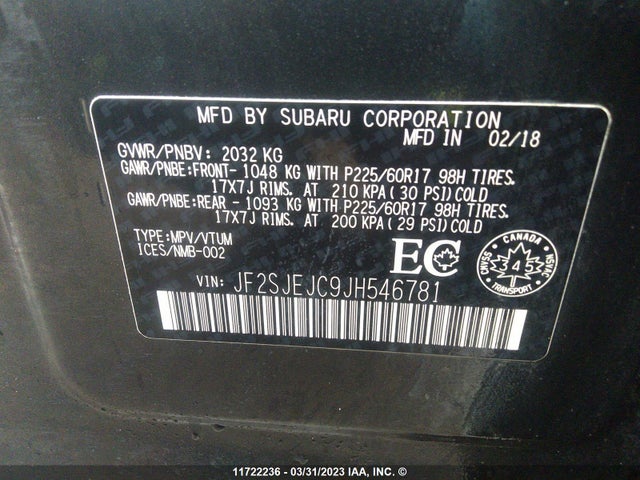 MFD BY SUBARU CORPORATION
MFD IN 02/18
GVWR/PNBV: 2032 KG
GAWR/PNBE:FRONT- 1048 KG WITH P225/60R17 98H TIRES.
17X7J RIMS. AT 210 KPA(30 PSI)COLD
GAWR/PNBE:REAR - 1093 KG WITH P225/60R17 98H TIRES.
17X7J RIMS. AT 200 KPA(29 PSI)COLD
TYPE:MPV/VTUM
ICES/NMB-002
EC
CANADA
CMVSS 345 NSVAC
TRANSPORT
VIN: JF2SJEJC9JH546781
11722236 - 03/31/2023 IAA, INC. ©